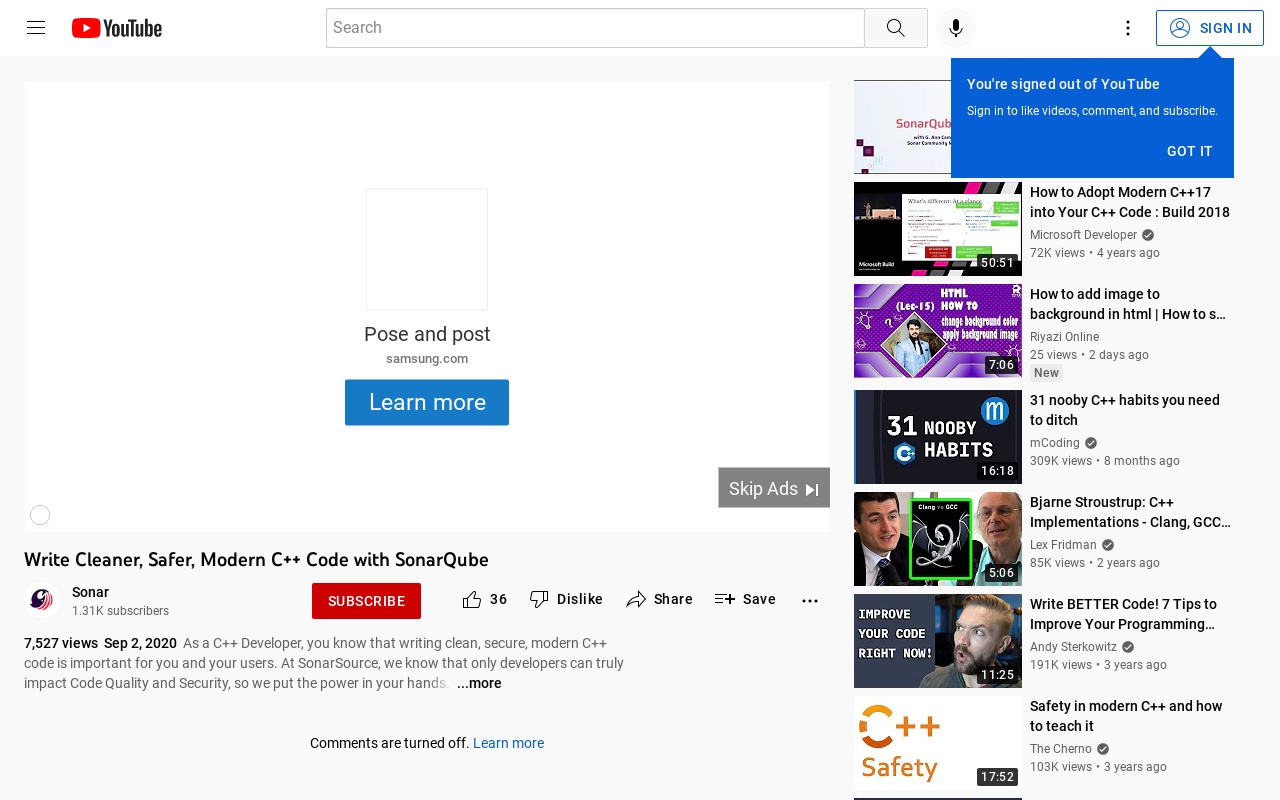 YouTube
Search
SIGN IN
You're signed out of YouTube
Sign in to like videos, comment, and subscribe.
GOT IT
Pose and post
samsung.com
Learn more
Skip Ads
Write Cleaner, Safer, Modern C++ Code with SonarQube
Sonar
1.31K subscribers
SUBSCRIBE
36
Dislike
Share
Save
7,527 views Sep 2, 2020 As a C++ Developer, you know that writing clean, secure, modern C++
code is important for you and your users. At SonarSource, we know that only developers can truly
impact Code Quality and Security, so we put the power in your hands. ...more
Comments are turned off. Learn more
What's different: At a glance
Microsoft Build
50:51
How to Adopt Modern C++17
into Your C++ Code : Build 2018
Microsoft Developer
72K views • 4 years ago
HTML
(Lec-15) HOW TO
change background color
apply background image
7:06
How to add image to
background in html | How to s...
Riyazi Online
25 views • 2 days ago
New
31 NOOBY
C++ HABITS
m
16:18
31 nooby C++ habits you need
to ditch
mCoding
309K views • 8 months ago
Clang vs GCC
5:06
Bjarne Stroustrup: C++
Implementations - Clang, GCC...
Lex Fridman
85K views • 2 years ago
IMPROVE
YOUR CODE
RIGHT NOW!
11:25
Write BETTER Code! 7 Tips to
Improve Your Programming...
Andy Sterkowitz
191K views • 3 years ago
C++
Safety
17:52
Safety in modern C++ and how
to teach it
The Cherno
103K views • 3 years ago